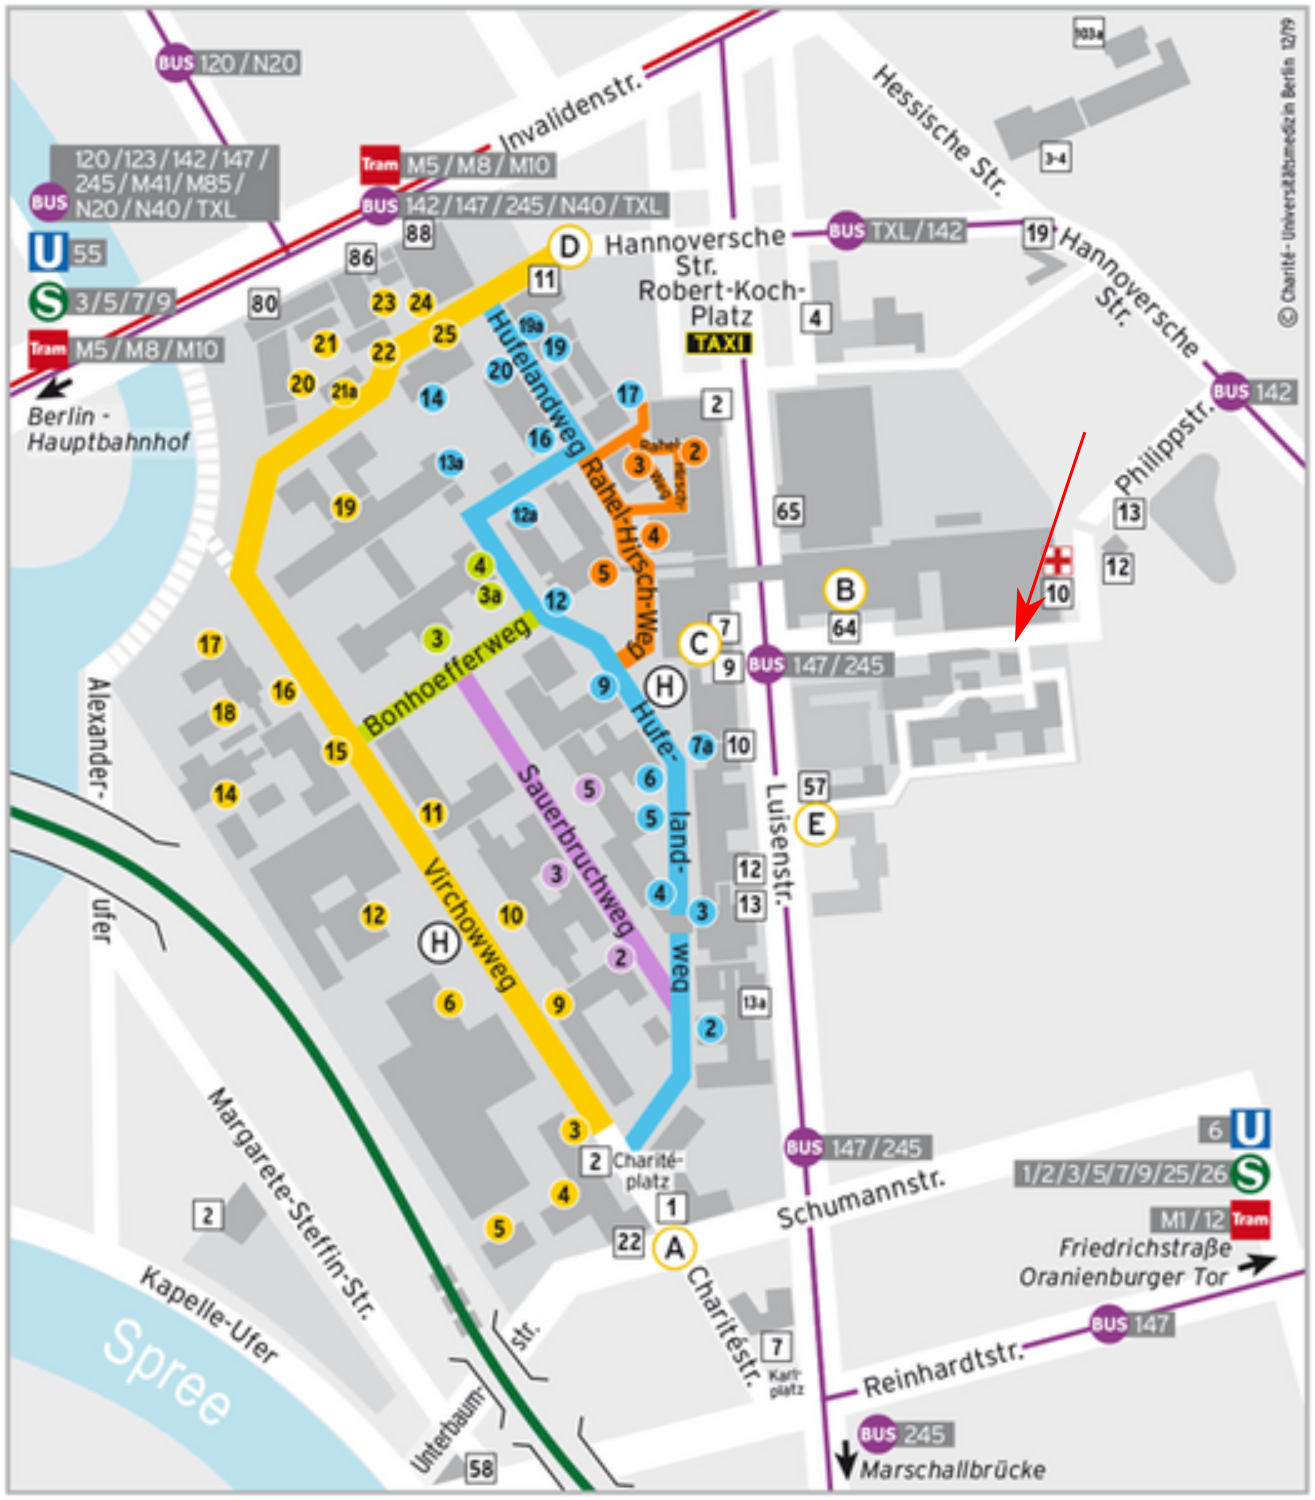 © Charité- Universitätsmedizin Berlin 12/19
BUS 120 / N20
103a
Hessische Str.
3-4
Invalidenstr.
120 /123 / 142 / 147 /
245 / M41 / M85 /
BUS N20 / N40 / TXL
Tram M5 / M8 / M10
BUS 142 / 147 / 245 / N40 / TXL
U 55
S 3 / 5 / 7 / 9
Tram M5 / M8 / M10
Berlin -
Hauptbahnhof
88
86
80
D
11
Hannoversche
Str.
BUS TXL / 142
19
Hannoversche
Str.
Robert-Koch-
Platz
TAXI
4
23
24
25
22
21
20
21a
14
Hufelandweg
19a
19
20
17
16
2
BUS 142
Philippstr.
13
12
10
13a
19
12a
Rahel-
Hirsch-
Weg
3
2
4
5
Rahel-Hirsch-Weg
65
B
64
4
3a
3
12
Bonhoefferweg
7
C
9
BUS 147 / 245
H
9
17
16
18
15
14
Alexander-
ufer
Hufe-
land-
weg
7a
10
6
5
57
E
Luisenstr.
Sauerbruchweg
5
3
2
11
Virchowweg
12
10
H
6
9
4
3
12
13
13a
2
3
2
Charité-
platz
4
5
1
22
A
BUS 147 / 245
Schumannstr.
6 U
1/2/3/5/7/9/25/26 S
M1 / 12 Tram
Friedrichstraße
Oranienburger Tor
Margarete-Steffin-Str.
2
Kapelle-Ufer
Spree
Unterbaum-
str.
58
Charitéstr.
7
Karl-
platz
Reinhardtstr.
BUS 147
BUS 245
Marschallbrücke